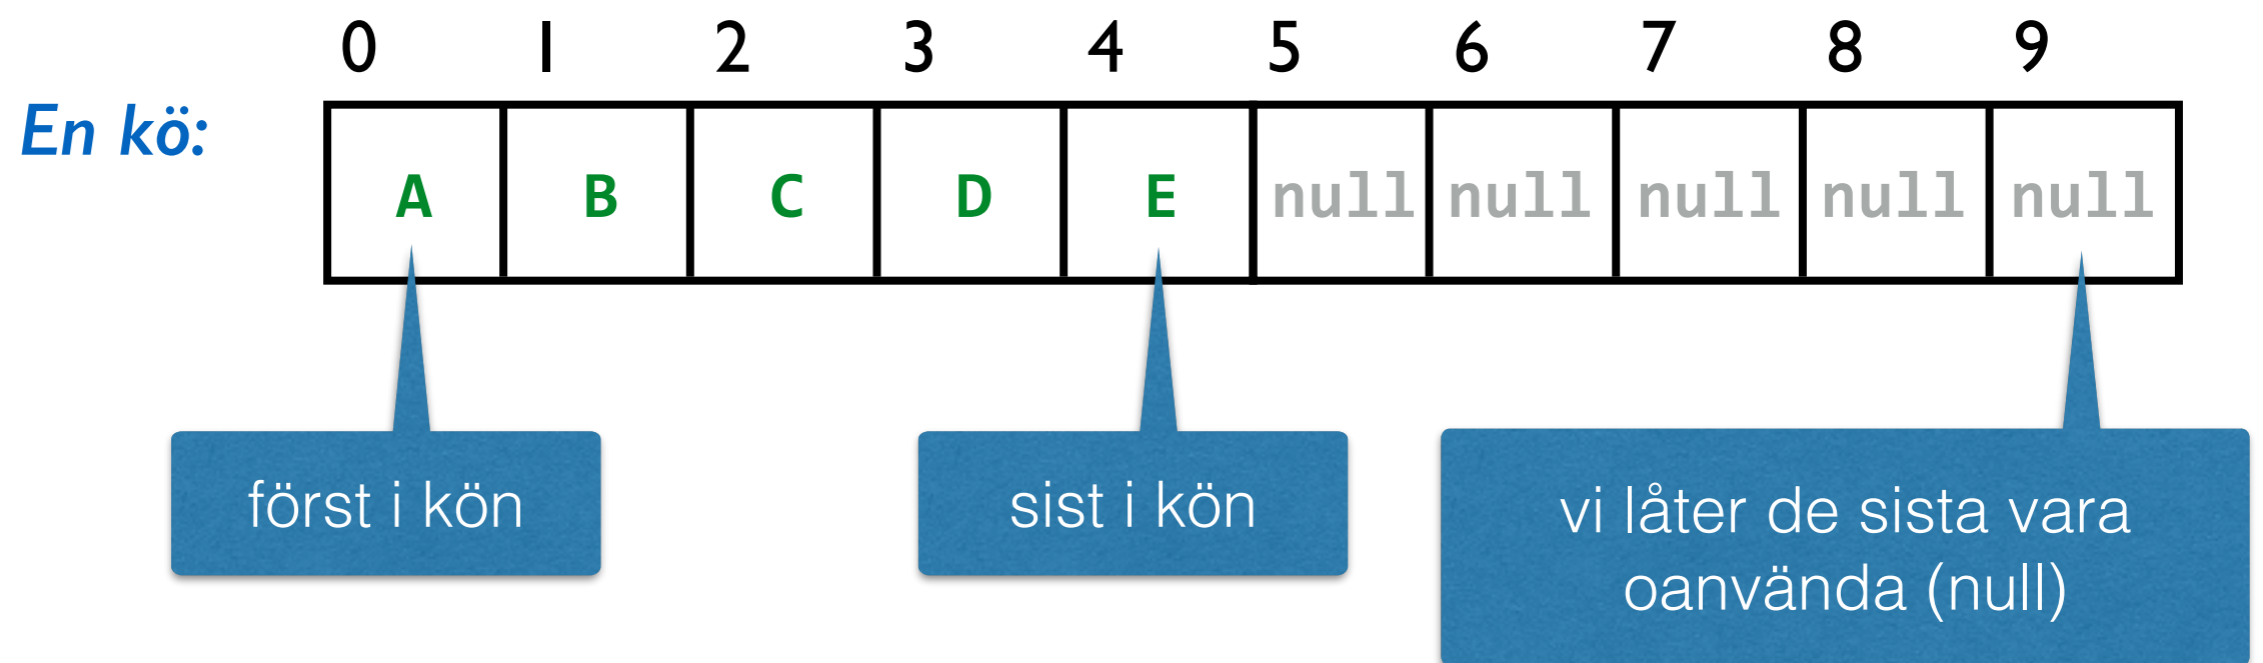 0 1 2 3 4 5 6 7 8 9
En kö:
A B C D E null null null null null
först i kön
sist i kön
vi låter de sista vara
oanvända (null)